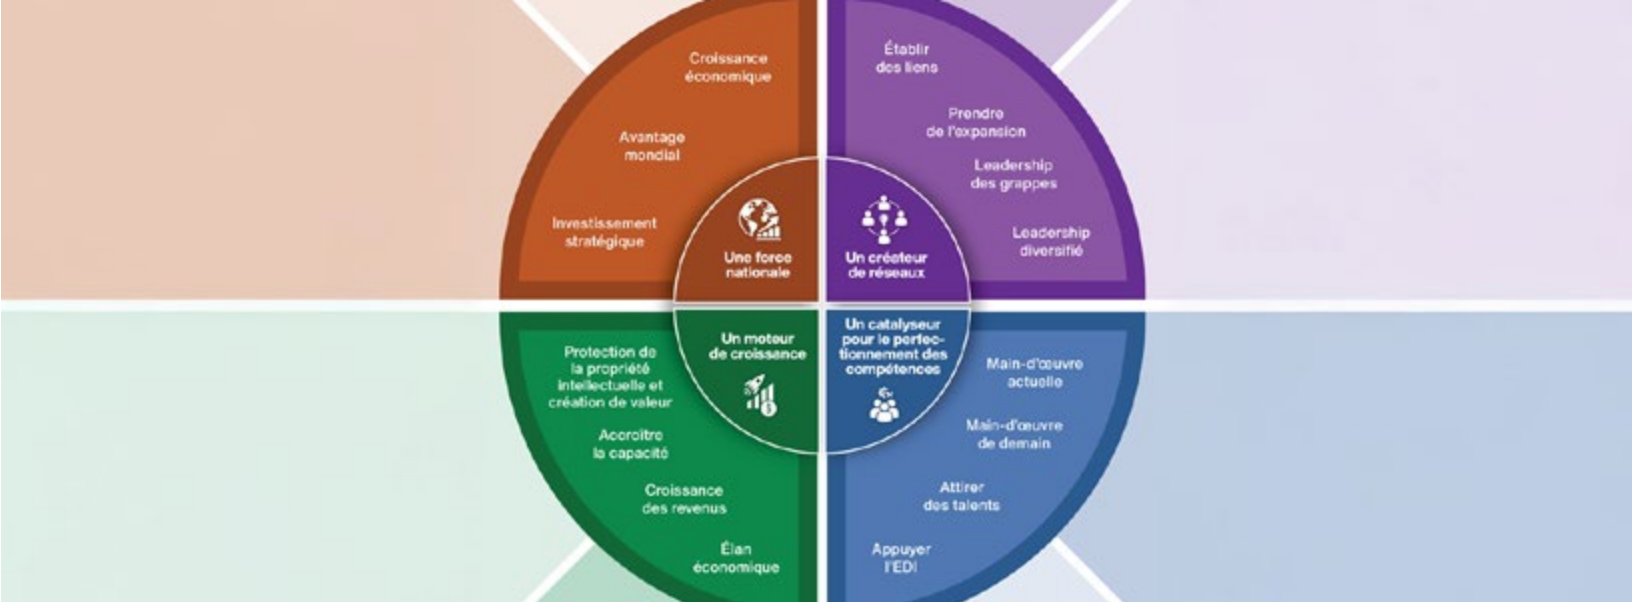 Croissance
économique
Avantage
mondial
Investissement
stratégique
Une force
nationale
Établir
des liens
Prendre
de l'expansion
Leadership
des grappes
Leadership
diversifié
Un créateur
de réseaux
Un moteur
de croissance
Protection de
la propriété
intellectuelle et
création de valeur
Accroître
la capacité
Croissance
des revenus
Élan
économique
Un catalyseur
pour le perfec-
tionnement des
compétences
Main-d'œuvre
actuelle
Main-d'œuvre
de demain
Attirer
des talents
Appuyer
l'EDI